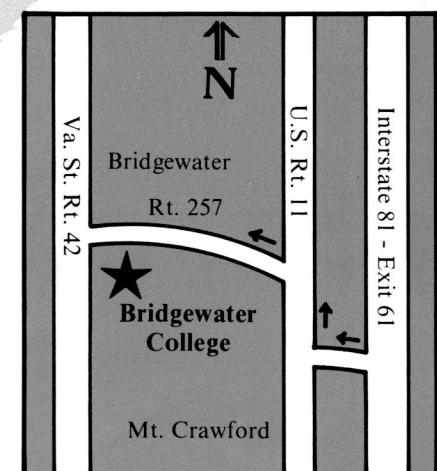 N
Va. St. Rt. 42
Bridgewater
Rt. 257
U.S. Rt. 11
Interstate 81 - Exit 61
Bridgewater
College
Mt. Crawford